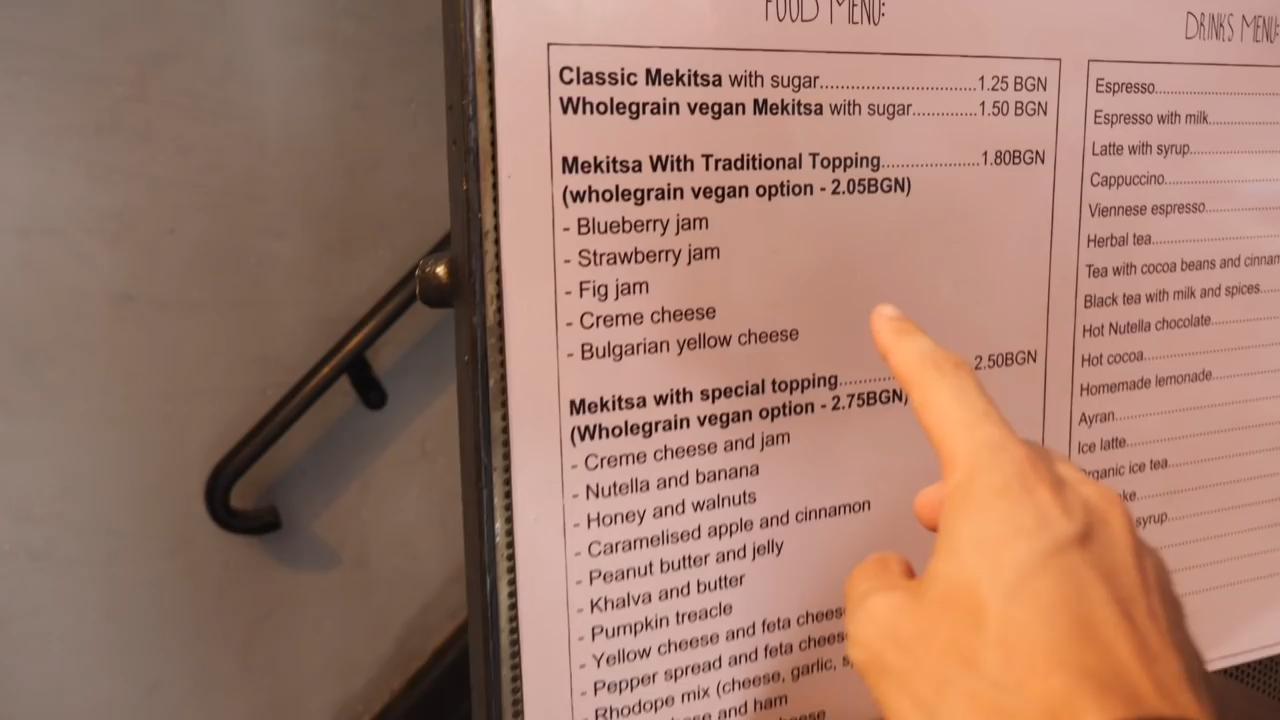 FOOD MENU:
Classic Mekitsa with sugar................................1.25 BGN
Wholegrain vegan Mekitsa with sugar.............1.50 BGN
Mekitsa With Traditional Topping....................1.80BGN
(wholegrain vegan option - 2.05BGN)
- Blueberry jam
- Strawberry jam
- Fig jam
- Creme cheese
- Bulgarian yellow cheese
Mekitsa with special topping........... 2.50BGN
(Wholegrain vegan option - 2.75BGN)
- Creme cheese and jam
- Nutella and banana
- Honey and walnuts
- Caramelised apple and cinnamon
- Peanut butter and jelly
- Khalva and butter
- Pumpkin treacle
- Yellow cheese and feta
- Pepper spread and feta
- Rhodope mix (cheese, garlic,
and ham
DRINKS MENU:
Espresso
Espresso with milk
Latte with syrup
Cappuccino
Viennese espresso
Herbal tea
Tea with cocoa beans and
Black tea with milk and spices
Hot Nutella chocolate
Hot cocoa
Homemade lemonade
Ayran
Ice latte
ice tea
syrup